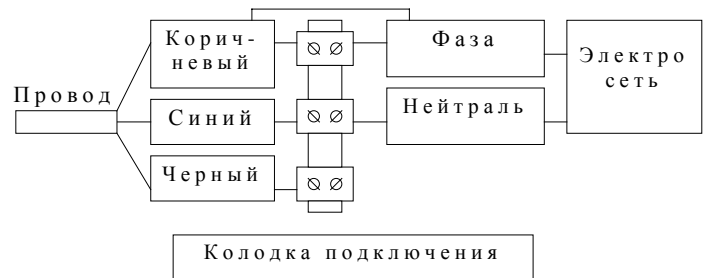 Корич-
невый
Фаза
Электро
сеть
Провод
Синий
Нейтраль
Черный
Колодка подключения